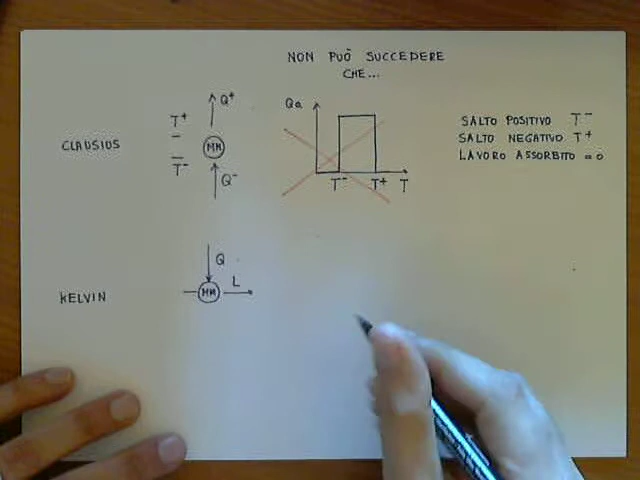 NON PUÒ SUCCEDERE
CHE...
CLAUSIUS
T+
T-
Q+
MM
Q-
Qa
T-
T+
T
SALTO POSITIVO T-
SALTO NEGATIVO T+
LAVORO ASSORBITO = 0
KELVIN
Q
MM
L